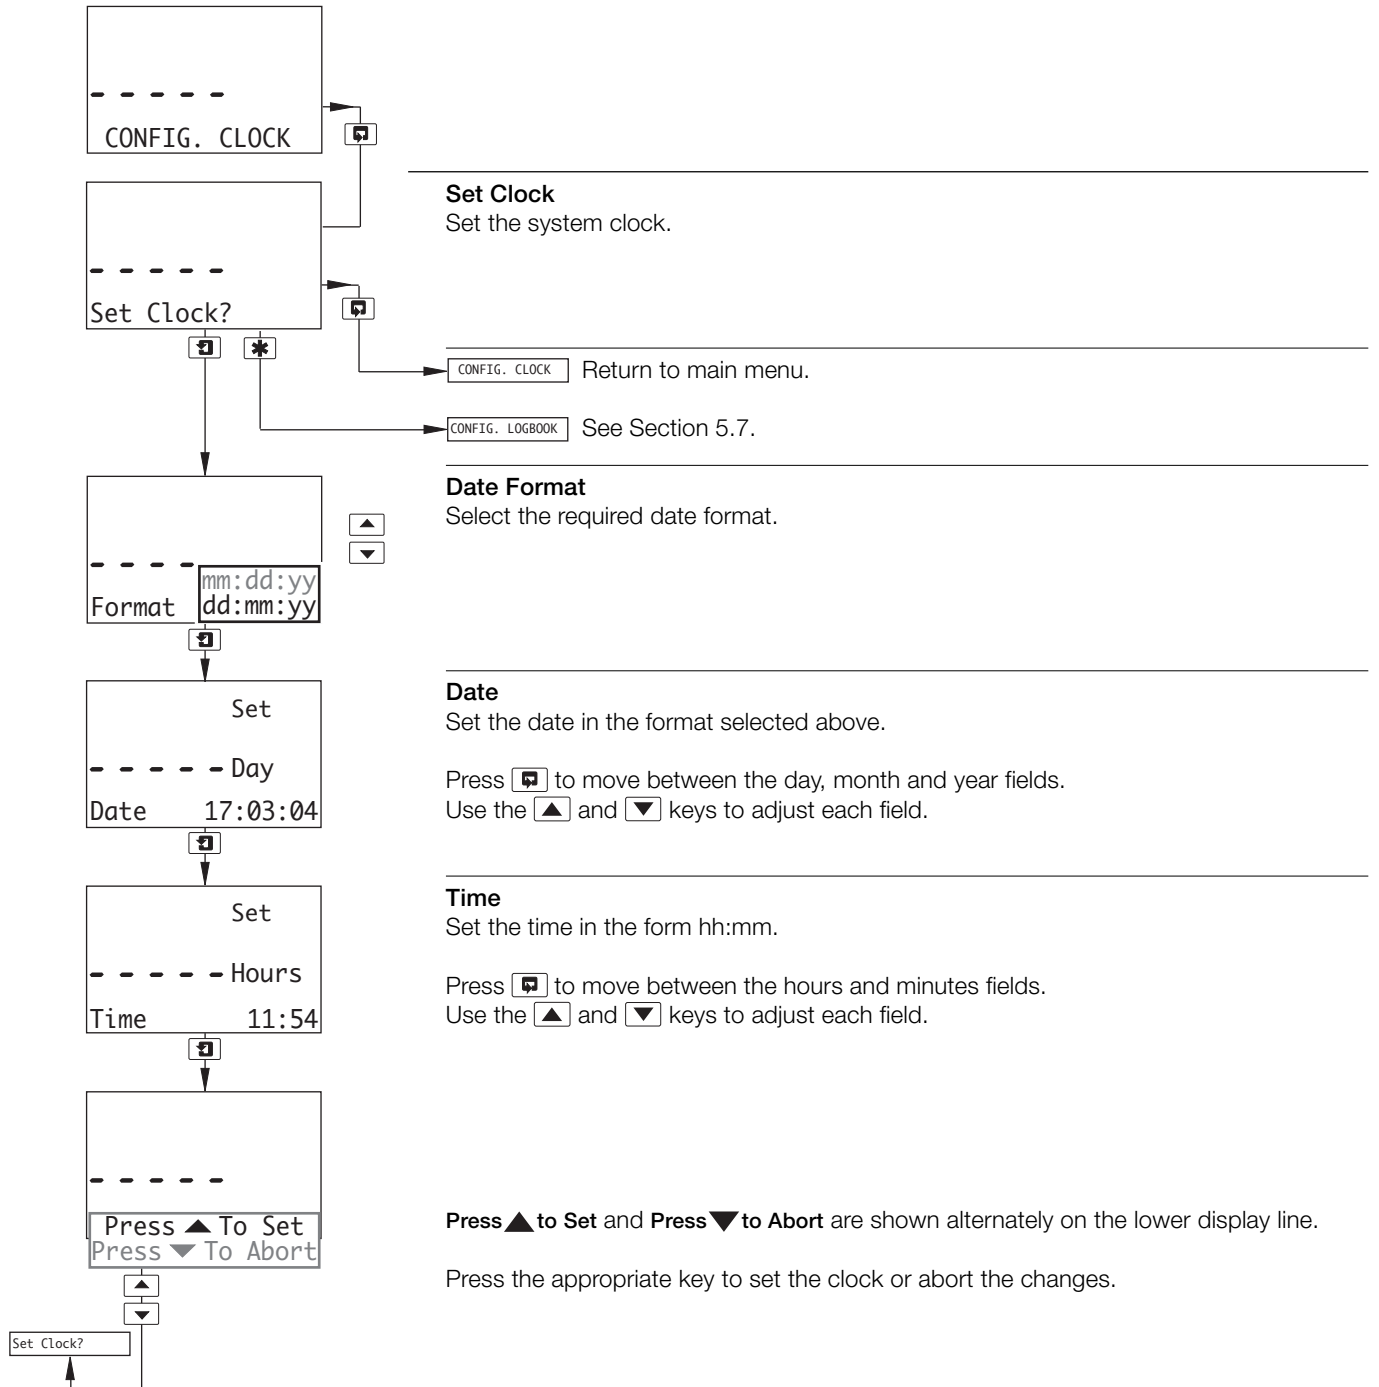 CONFIG. CLOCK
Set Clock
Set the system clock.
Set Clock?
CONFIG. CLOCK Return to main menu.
CONFIG. LOGBOOK See Section 5.7.
Date Format
Select the required date format.
mm:dd:yy
Format dd:mm:yy
Date
Set the date in the format selected above.
Set
Day
Date 17:03:04
Press to move between the day, month and year fields.
Use the ▲ and ▼ keys to adjust each field.
Time
Set the time in the form hh:mm.
Set
Hours
Time 11:54
Press to move between the hours and minutes fields.
Use the ▲ and ▼ keys to adjust each field.
Press ▲ To Set
Press ▼ To Abort
Press ▲ to Set and Press ▼ to Abort are shown alternately on the lower display line.
Press the appropriate key to set the clock or abort the changes.
Set Clock?